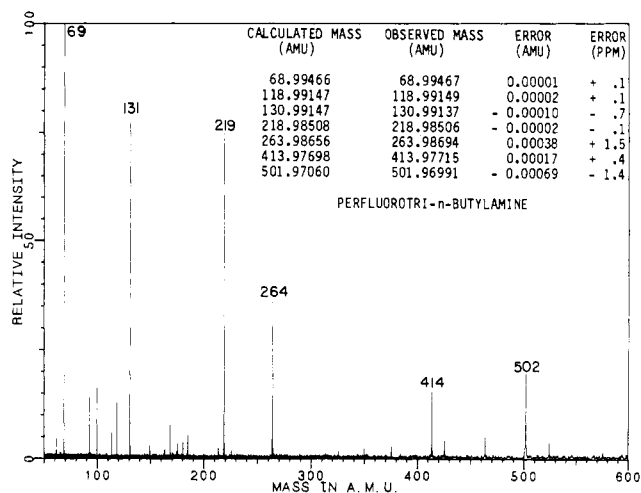 100
69
CALCULATED MASS OBSERVED MASS ERROR ERROR
(AMU) (AMU) (AMU) (PPM)
68.99466 68.99467 0.00001 + .1
118.99147 118.99149 0.00002 + .1
130.99147 130.99137 - 0.00010 - .7
218.98508 218.98506 - 0.00002 - .1
263.98656 263.98694 0.00038 + 1.5
413.97698 413.97715 0.00017 + .4
501.97060 501.96991 - 0.00069 - 1.4
PERFLUOROTRI-n-BUTYLAMINE
131
219
RELATIVE INTENSITY
50
264
414
502
0
100 200 300 400 500 600
MASS IN A.M.U.